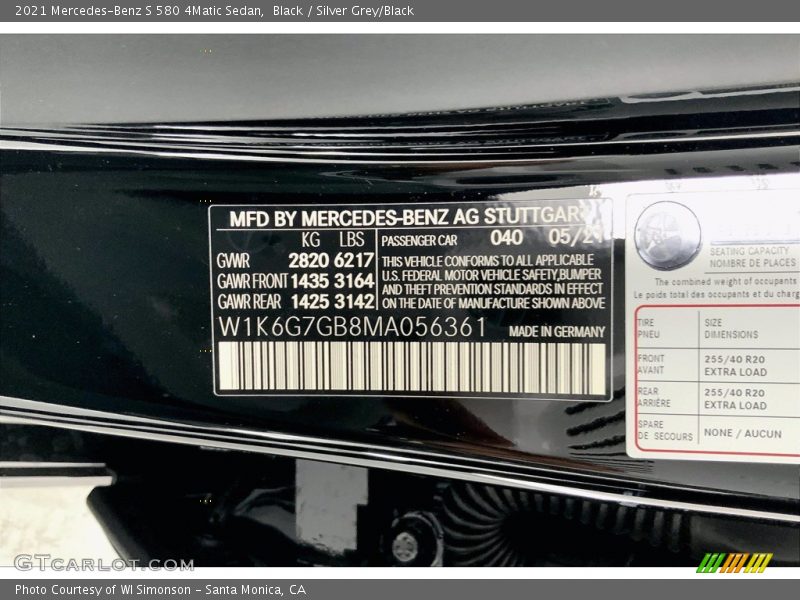 2021 Mercedes-Benz S 580 4Matic Sedan,  Black / Silver Grey/Black
MFD BY MERCEDES-BENZ AG STUTTGART
KG LBS
PASSENGER CAR 040 05/21
GVWR 2820 6217
GAWR FRONT 1435 3164
GAWR REAR 1425 3142
THIS VEHICLE CONFORMS TO ALL APPLICABLE
U.S. FEDERAL MOTOR VEHICLE SAFETY, BUMPER
AND THEFT PREVENTION STANDARDS IN EFFECT
ON THE DATE OF MANUFACTURE SHOWN ABOVE
W1K6G7GB8MA056361
MADE IN GERMANY
SEATING CAPACITY
NOMBRE DE PLACES
The combined weight of occupants
Le poids total des occupants et du charg
TIRE SIZE
PNEU DIMENSIONS
FRONT 255/40 R20
AVANT EXTRA LOAD
REAR 255/40 R20
ARRIÈRE EXTRA LOAD
SPARE
DE SECOURS NONE / AUCUN
GTCarLot.com
Photo Courtesy of WI Simonson - Santa Monica, CA